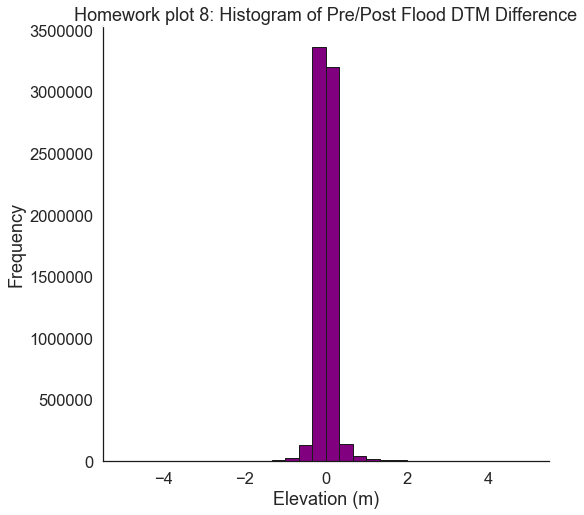 Homework plot 8: Histogram of Pre/Post Flood DTM Difference
3500000
3000000
2500000
2000000
1500000
1000000
500000
0
Frequency
−4 −2 0 2 4
Elevation (m)